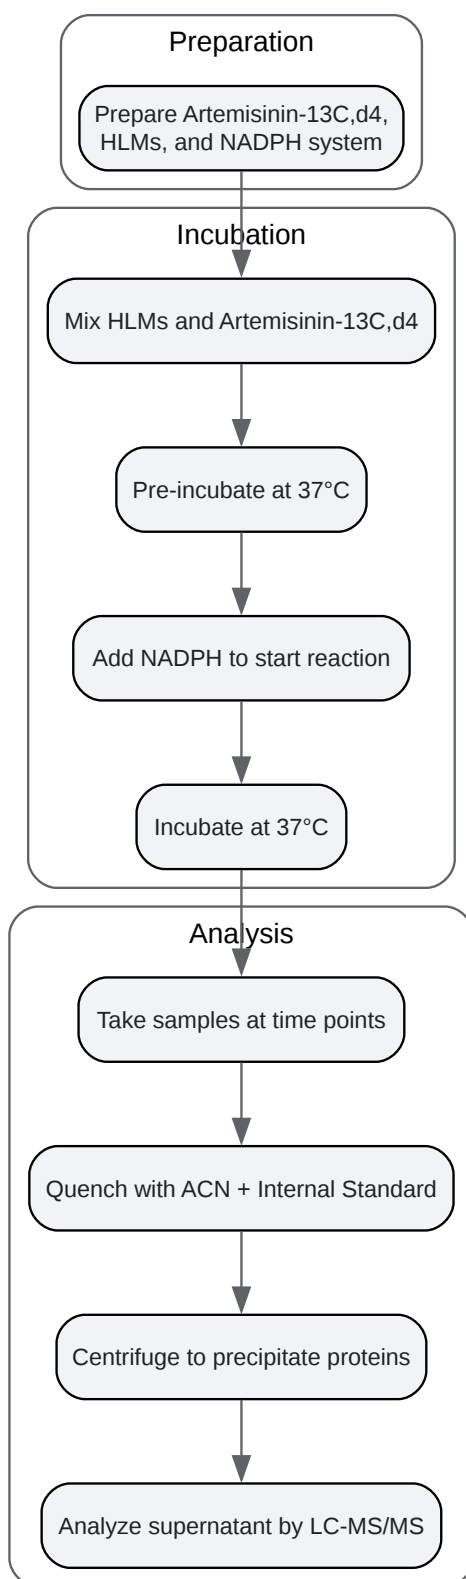 Preparation
Prepare Artemisinin-13C,d4,
HLMs, and NADPH system
Incubation
Mix HLMs and Artemisinin-13C,d4
Pre-incubate at 37°C
Add NADPH to start reaction
Incubate at 37°C
Analysis
Take samples at time points
Quench with ACN + Internal Standard
Centrifuge to precipitate proteins
Analyze supernatant by LC-MS/MS